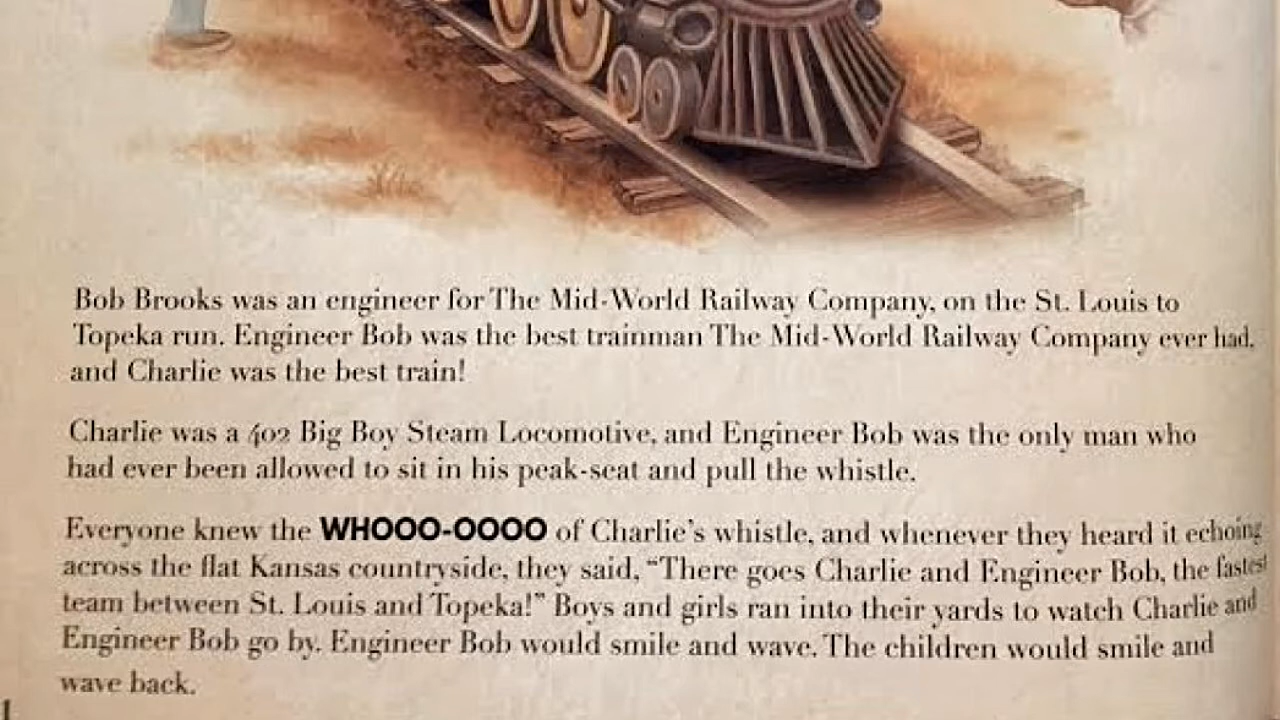 Bob Brooks was an engineer for The Mid-World Railway Company, on the St. Louis to
Topeka run. Engineer Bob was the best trainman The Mid-World Railway Company ever had,
and Charlie was the best train!
Charlie was a 402 Big Boy Steam Locomotive, and Engineer Bob was the only man who
had ever been allowed to sit in his peak-seat and pull the whistle.
Everyone knew the WHOOO-OOOO of Charlie's whistle, and whenever they heard it echoing
across the flat Kansas countryside, they said, “There goes Charlie and Engineer Bob, the fastest
team between St. Louis and Topeka!” Boys and girls ran into their yards to watch Charlie and
Engineer Bob go by. Engineer Bob would smile and wave. The children would smile and
wave back.